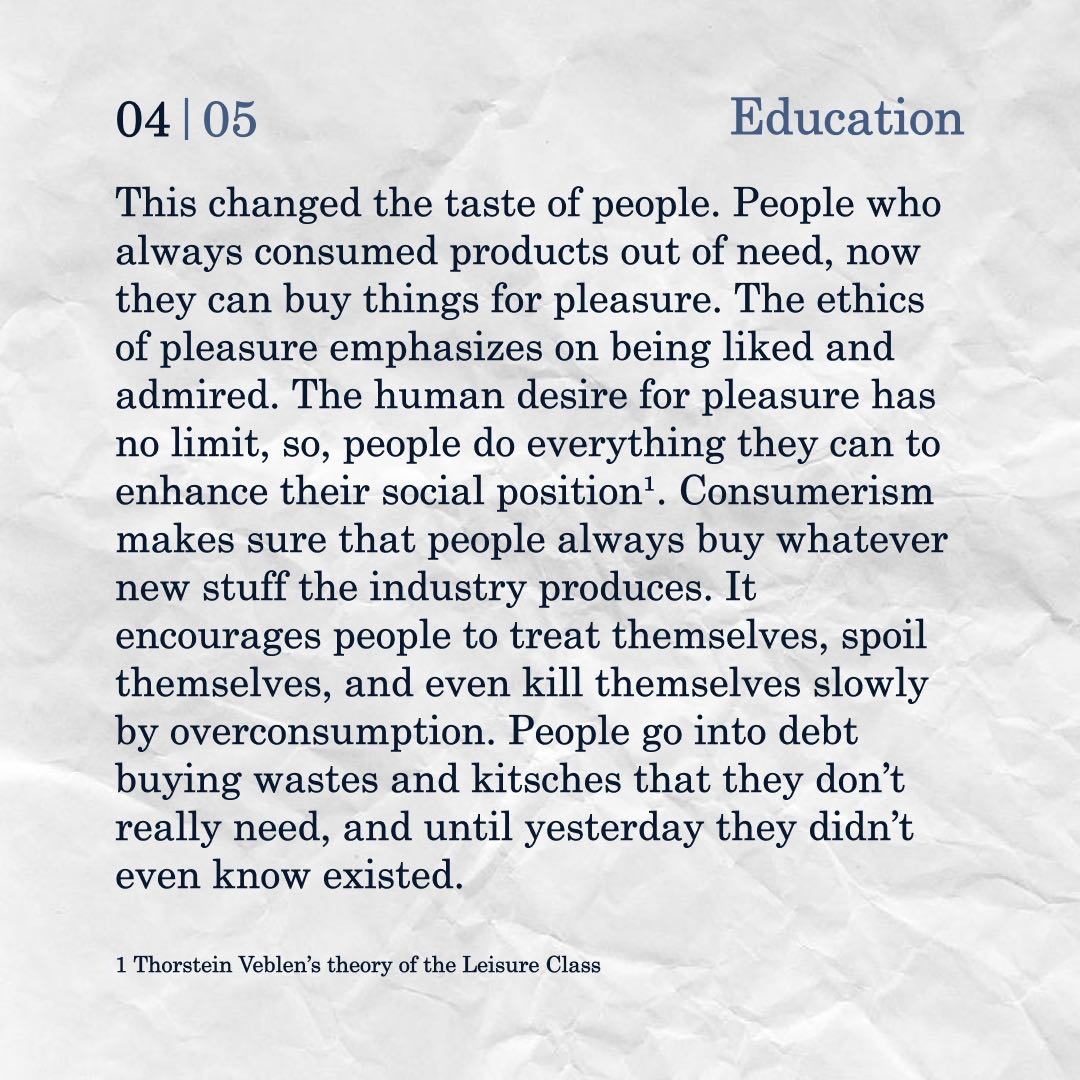 04|05
Education
This changed the taste of people. People who
always consumed products out of need, now
they can buy things for pleasure. The ethics
of pleasure emphasizes on being liked and
admired. The human desire for pleasure has
no limit, so, people do everything they can to
enhance their social position¹. Consumerism
makes sure that people always buy whatever
new stuff the industry produces. It
encourages people to treat themselves, spoil
themselves, and even kill themselves slowly
by overconsumption. People go into debt
buying wastes and kitsches that they don’t
really need, and until yesterday they didn’t
even know existed.
1 Thorstein Veblen’s theory of the Leisure Class